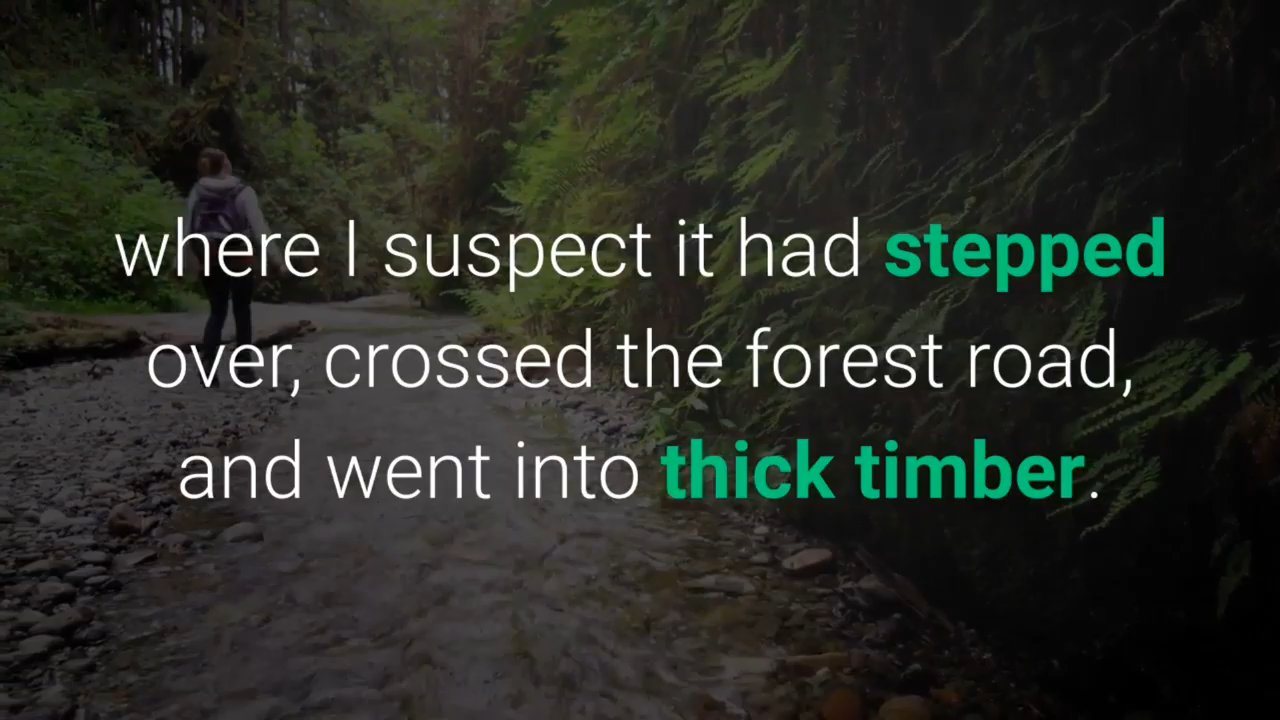 where I suspect it had stepped
over, crossed the forest road,
and went into thick timber.